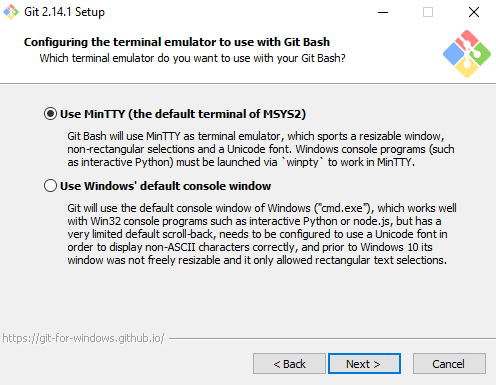 Git 2.14.1 Setup
Configuring the terminal emulator to use with Git Bash
Which terminal emulator do you want to use with your Git Bash?
Use MinTTY (the default terminal of MSYS2)
Git Bash will use MinTTY as terminal emulator, which sports a resizable window,
non-rectangular selections and a Unicode font. Windows console programs (such
as interactive Python) must be launched via `winpty` to work in MinTTY.
Use Windows' default console window
Git will use the default console window of Windows ("cmd.exe"), which works well
with Win32 console programs such as interactive Python or node.js, but has a
very limited default scroll-back, needs to be configured to use a Unicode font in
order to display non-ASCII characters correctly, and prior to Windows 10 its
window was not freely resizable and it only allowed rectangular text selections.
https://git-for-windows.github.io/
< Back
Next >
Cancel